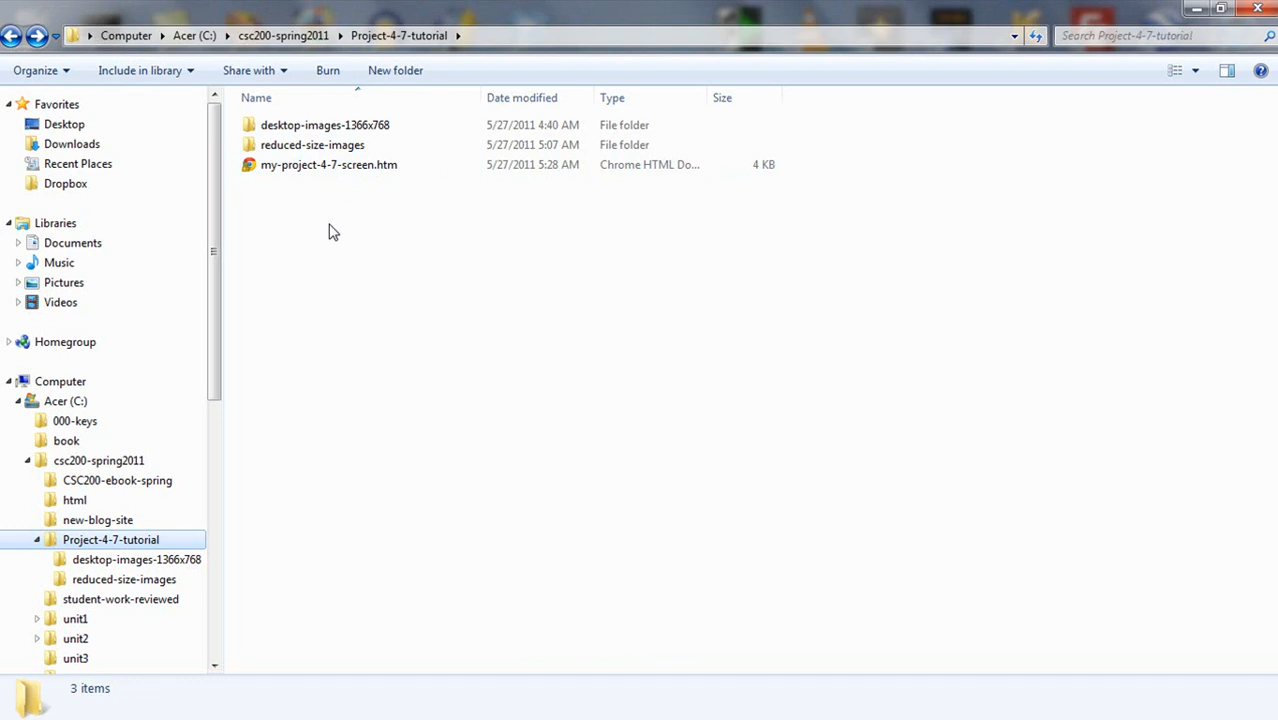 Computer Acer (C:) csc200-spring2011 Project-4-7-tutorial Search Project-4-7-tutorial
Organize Include in library Share with Burn New folder
Name Date modified Type Size
desktop-images-1366x768 5/27/2011 4:40 AM File folder
reduced-size-images 5/27/2011 5:07 AM File folder
my-project-4-7-screen.htm 5/27/2011 5:28 AM Chrome HTML Do... 4 KB
Favorites
Desktop
Downloads
Recent Places
Dropbox
Libraries
Documents
Music
Pictures
Videos
Homegroup
Computer
Acer (C:)
000-keys
book
csc200-spring2011
CSC200-ebook-spring
html
new-blog-site
Project-4-7-tutorial
desktop-images-1366x768
reduced-size-images
student-work-reviewed
unit1
unit2
unit3
3 items